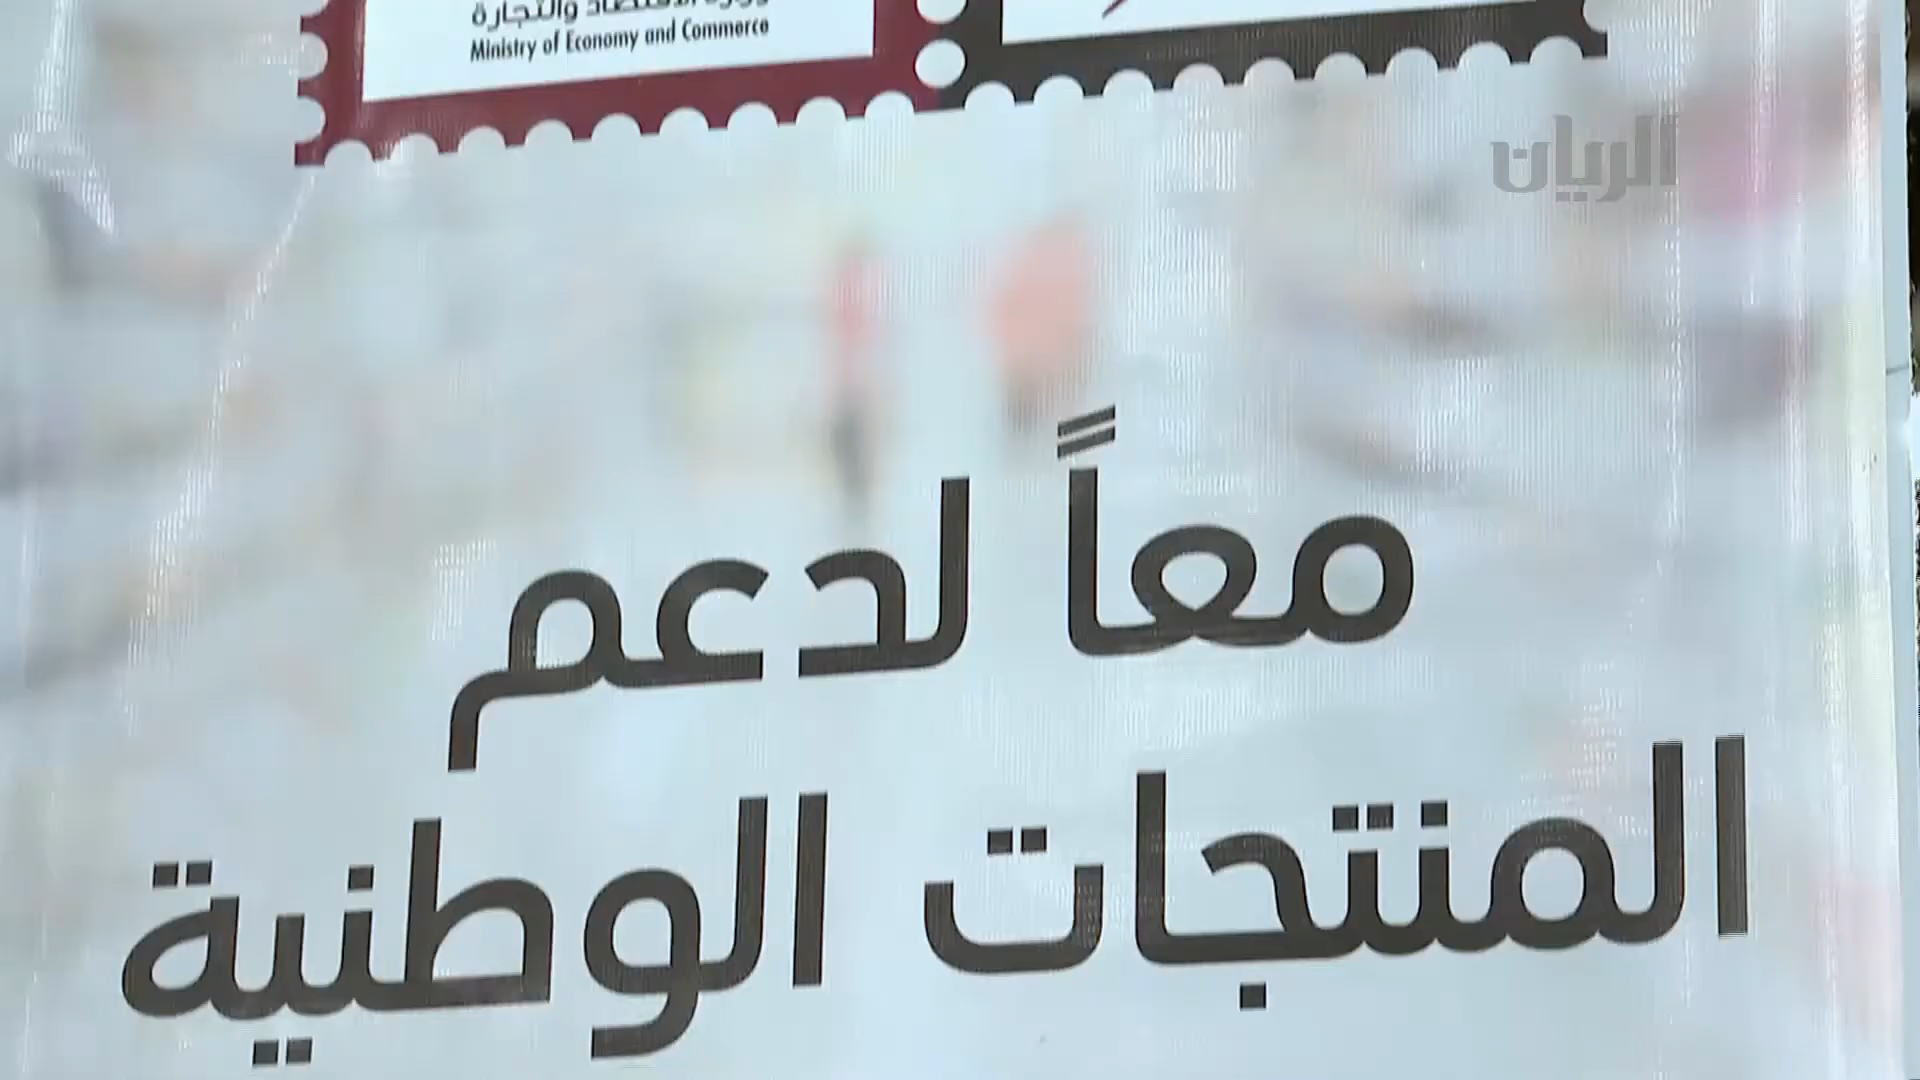 وزارة الاقتصاد والتجارة
Ministry of Economy and Commerce
الريان
معاً لدعم
المنتجات الوطنية